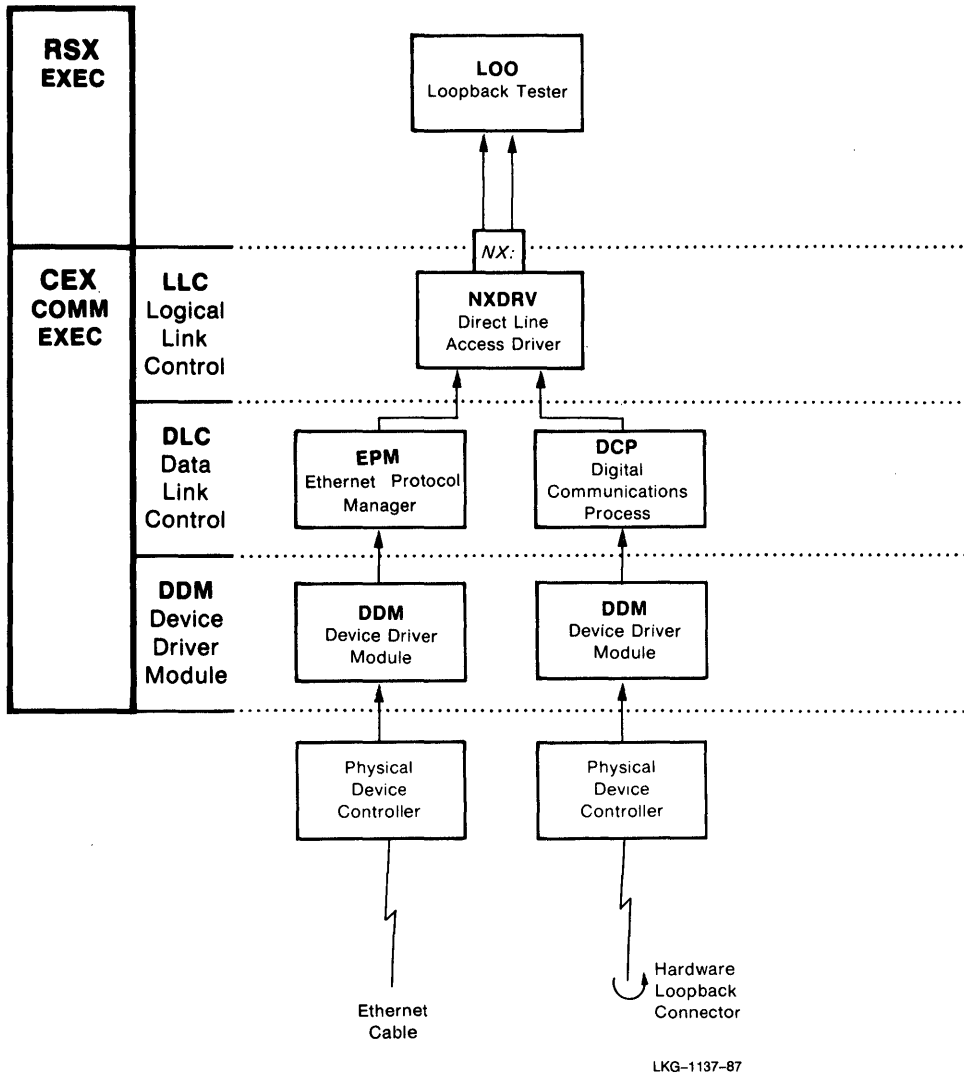 RSX
EXEC
LOO
Loopback Tester
NX:
CEX
COMM
EXEC
LLC
Logical
Link
Control
NXDRV
Direct Line
Access Driver
DLC
Data
Link
Control
EPM
Ethernet Protocol
Manager
DCP
Digital
Communications
Process
DDM
Device
Driver
Module
DDM
Device Driver
Module
DDM
Device Driver
Module
Physical
Device
Controller
Physical
Device
Controller
Ethernet
Cable
Hardware
Loopback
Connector
LKG-1137-87